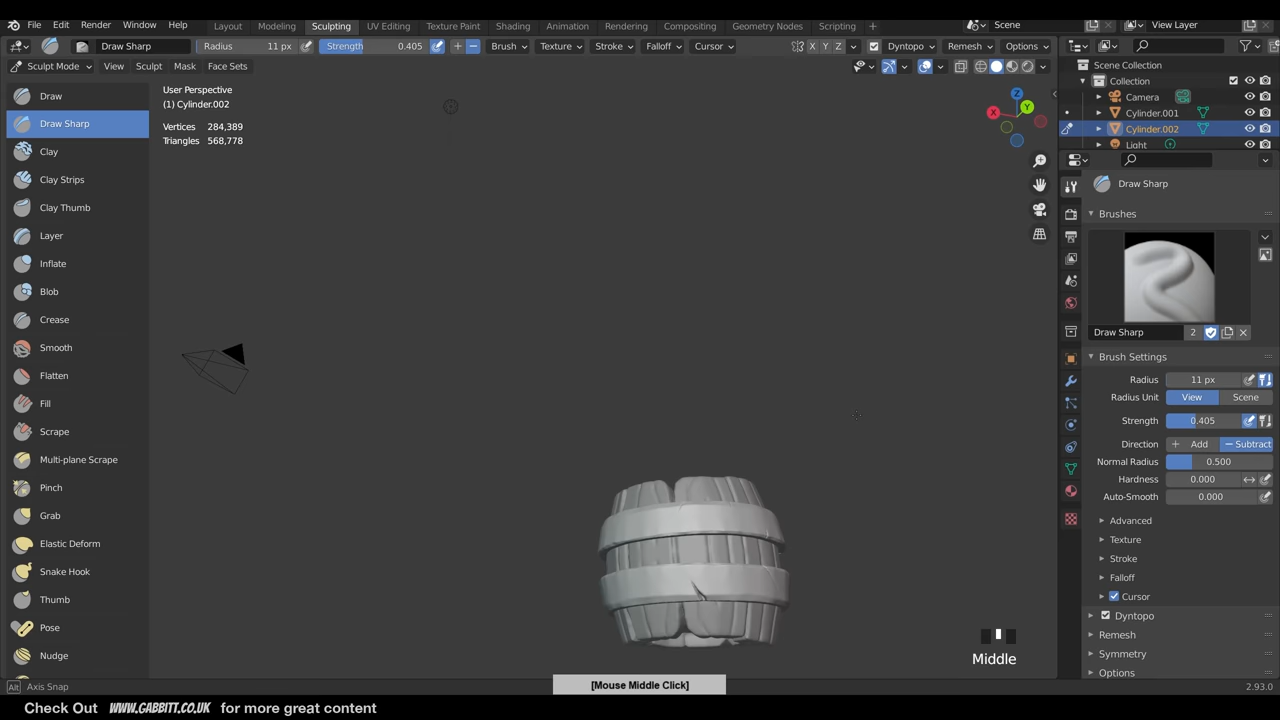 File Edit Render Window Help Layout Modeling Sculpting UV Editing Texture Paint Shading Animation Rendering Compositing Geometry Nodes Scripting + Scene View Layer
Draw Sharp Radius 11 px Strength 0.405 Brush Texture Stroke Falloff Cursor X Y Z Dyntopo Remesh Options
Sculpt Mode View Sculpt Mask Face Sets
Scene Collection
Collection
Camera
Cylinder.001
Cylinder.002
Light
User Perspective
(1) Cylinder.002
Vertices 284,389
Triangles 568,778
Z
Y
X
Draw
Draw Sharp
Clay
Clay Strips
Clay Thumb
Layer
Inflate
Blob
Crease
Smooth
Flatten
Fill
Scrape
Multi-plane Scrape
Pinch
Grab
Elastic Deform
Snake Hook
Thumb
Pose
Nudge
Draw Sharp
Brushes
Draw Sharp 2
Brush Settings
Radius 11 px
Radius Unit View Scene
Strength 0.405
Direction + Add − Subtract
Normal Radius 0.500
Hardness 0.000
Auto-Smooth 0.000
Advanced
Texture
Stroke
Falloff
Cursor
Dyntopo
Remesh
Symmetry
Options
Middle
Alt Axis Snap
[Mouse Middle Click]
2.93.0
Check Out WWW.GABBITT.CO.UK for more great content